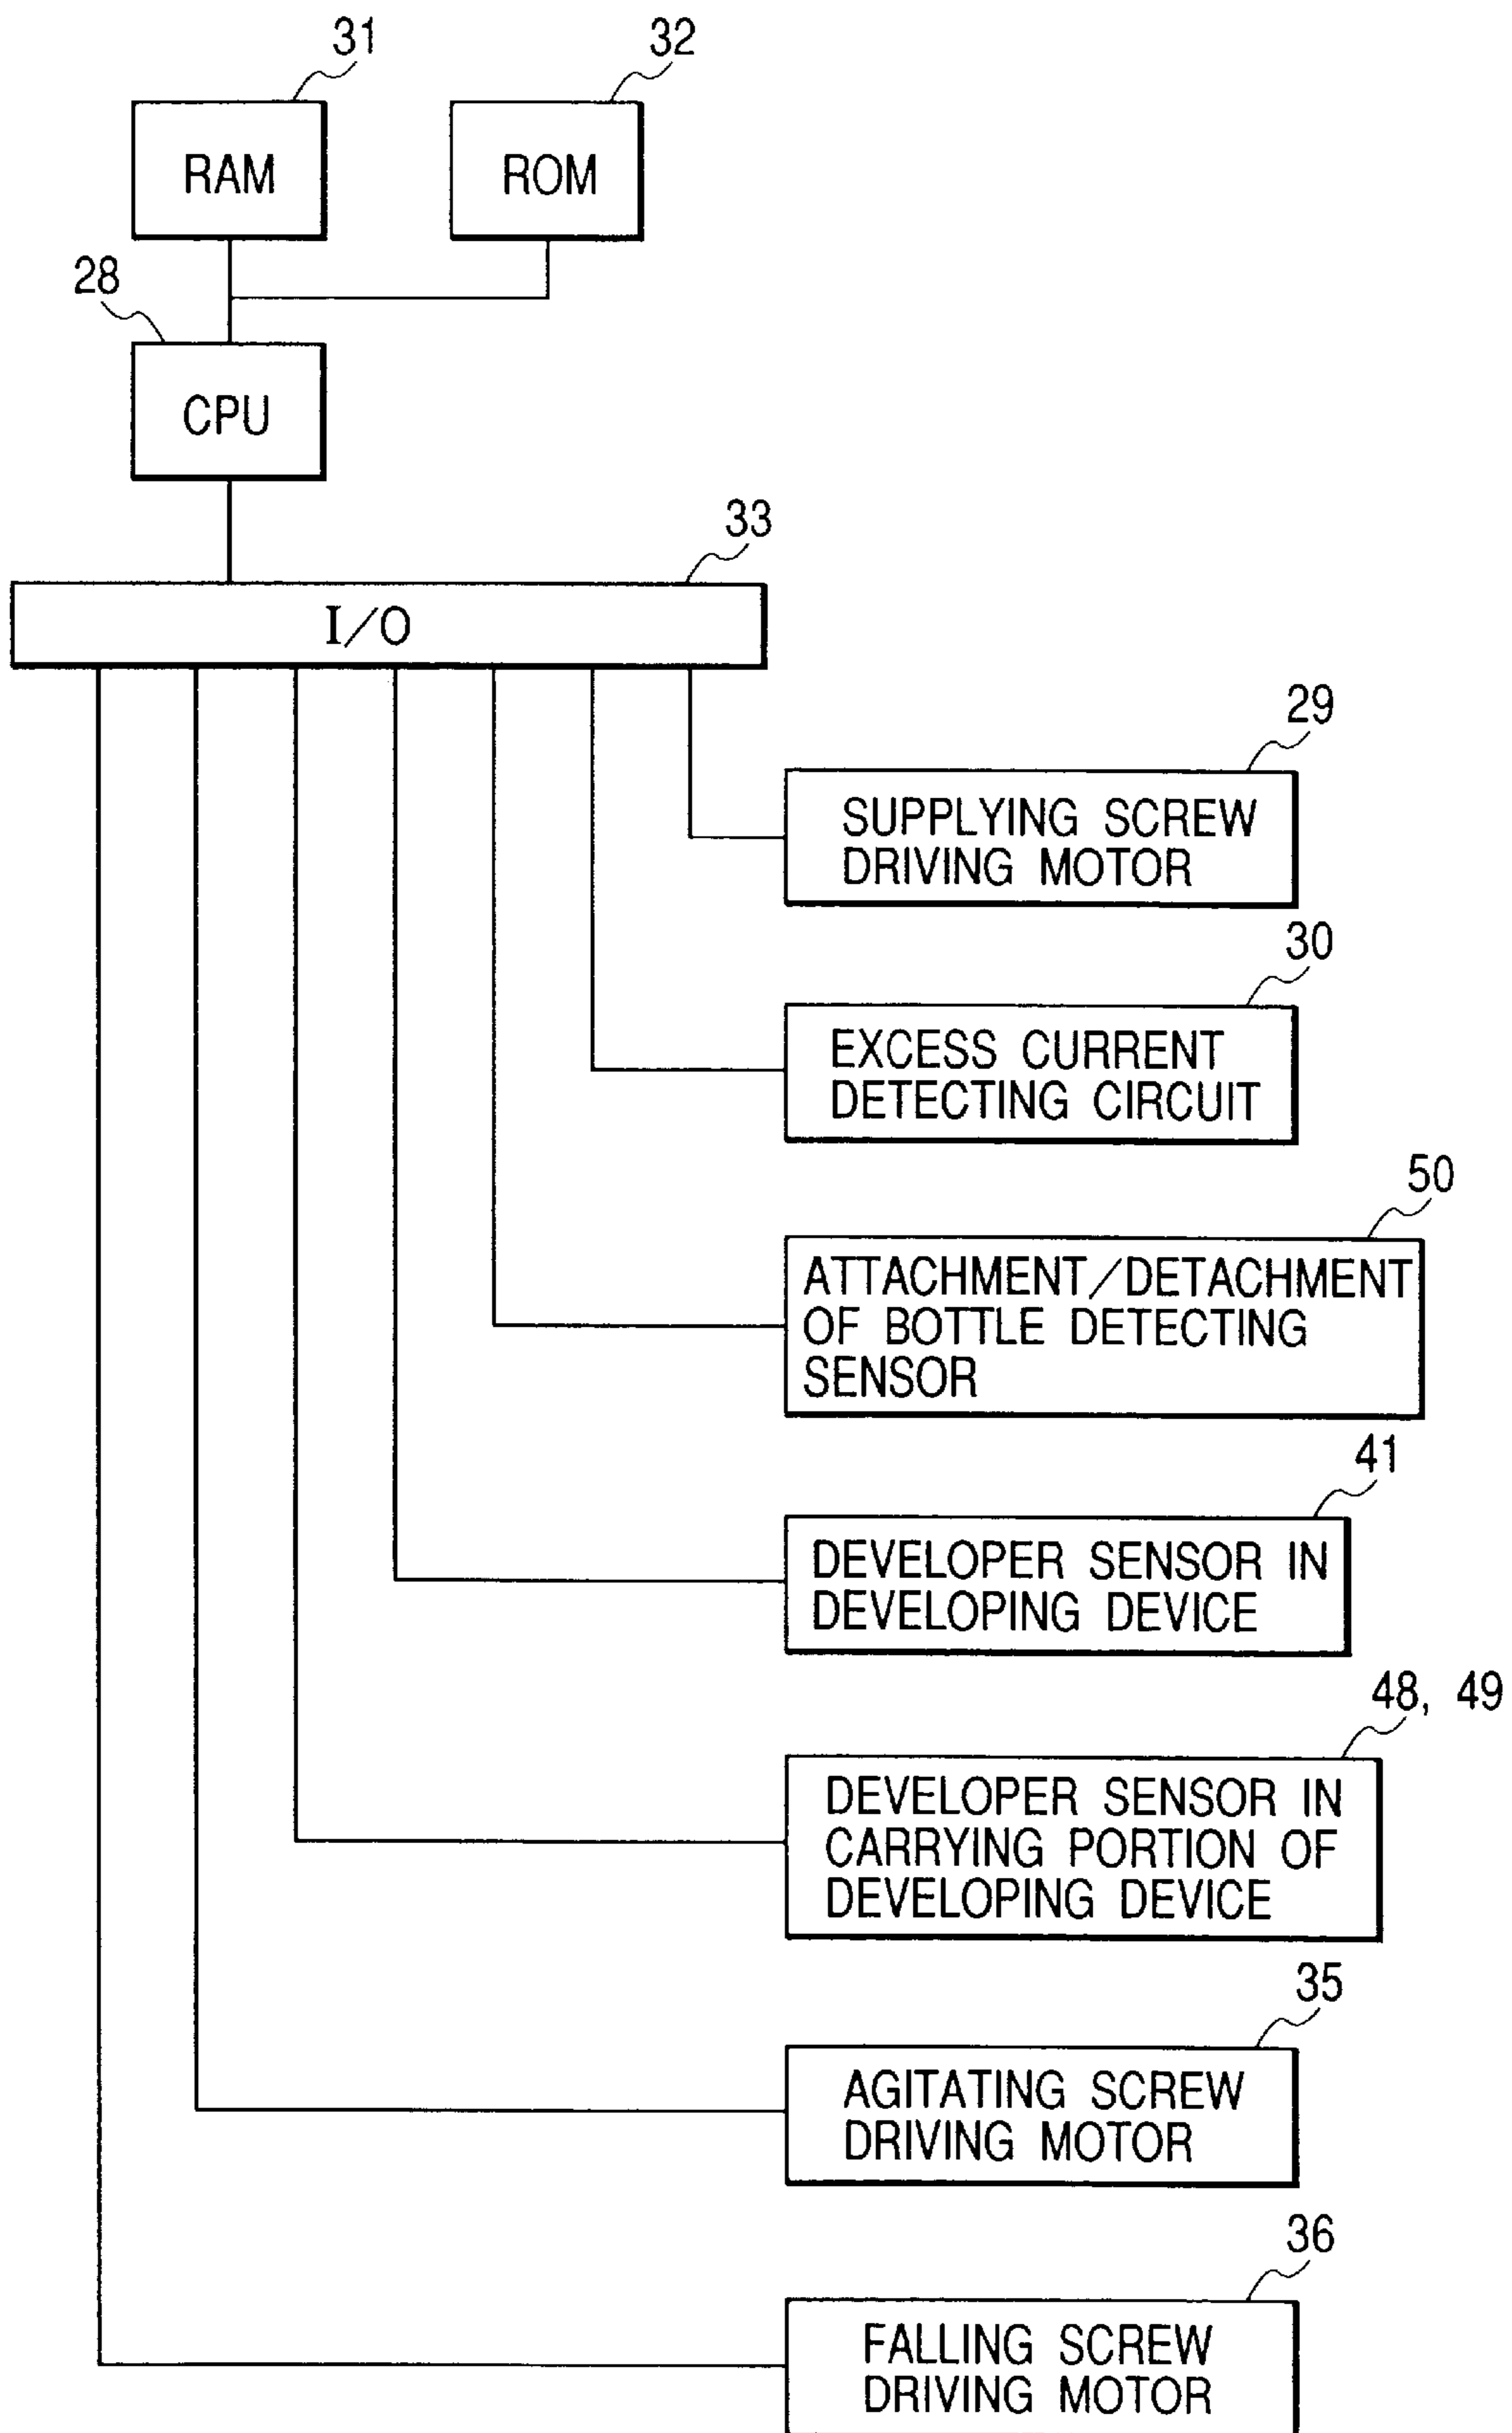 31
32
RAM
ROM
28
CPU
33
I/O
29
SUPPLYING SCREW
DRIVING MOTOR
30
EXCESS CURRENT
DETECTING CIRCUIT
50
ATTACHMENT/DETACHMENT
OF BOTTLE DETECTING
SENSOR
41
DEVELOPER SENSOR IN
DEVELOPING DEVICE
48, 49
DEVELOPER SENSOR IN
CARRYING PORTION OF
DEVELOPING DEVICE
35
AGITATING SCREW
DRIVING MOTOR
36
FALLING SCREW
DRIVING MOTOR